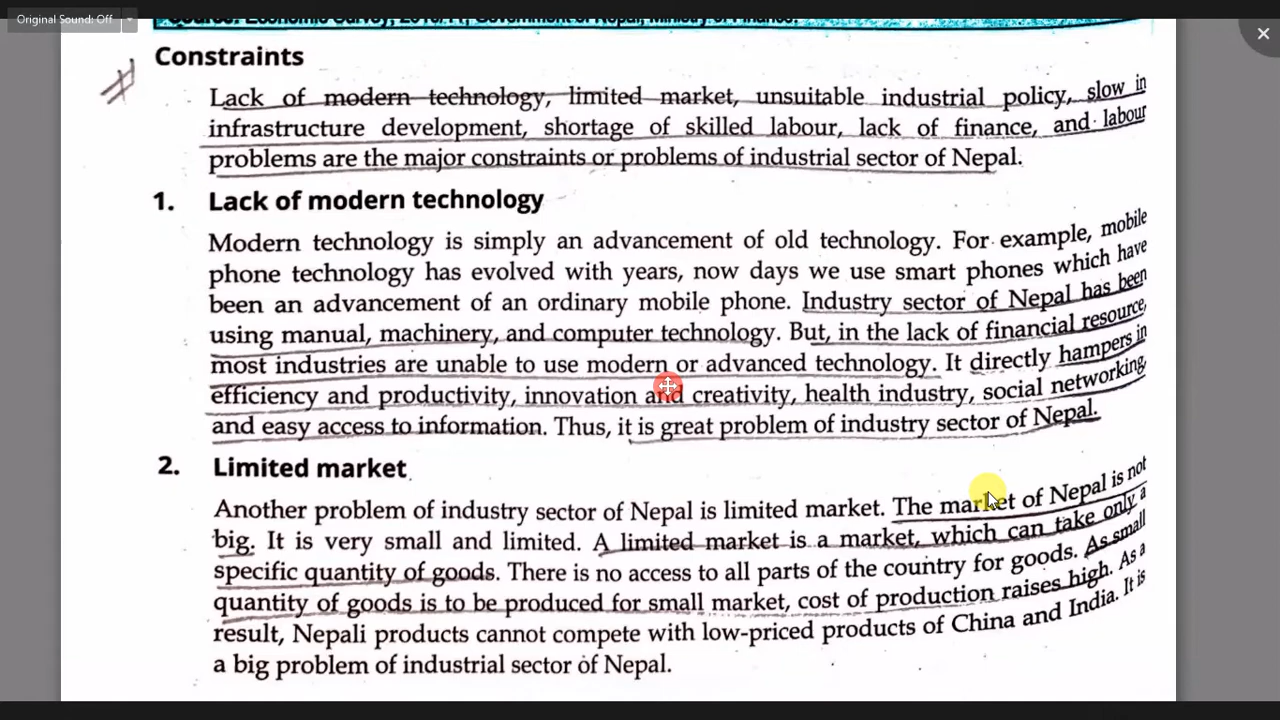 Original Sound: Off
Source: Economic Survey, 2018/19, Government of Nepal, Ministry of Finance.
Constraints
Lack of modern technology, limited market, unsuitable industrial policy, slow in
infrastructure development, shortage of skilled labour, lack of finance, and labour
problems are the major constraints or problems of industrial sector of Nepal.
1. Lack of modern technology
Modern technology is simply an advancement of old technology. For example, mobile
phone technology has evolved with years, now days we use smart phones which have
been an advancement of an ordinary mobile phone. Industry sector of Nepal has been
using manual, machinery, and computer technology. But, in the lack of financial resource,
most industries are unable to use modern or advanced technology. It directly hampers in
efficiency and productivity, innovation and creativity, health industry, social networking,
and easy access to information. Thus, it is great problem of industry sector of Nepal.
2. Limited market
Another problem of industry sector of Nepal is limited market. The market of Nepal is not
big. It is very small and limited. A limited market is a market, which can take only a
specific quantity of goods. There is no access to all parts of the country for goods. As small
quantity of goods is to be produced for small market, cost of production raises high. As a
result, Nepali products cannot compete with low-priced products of China and India. It is
a big problem of industrial sector of Nepal.